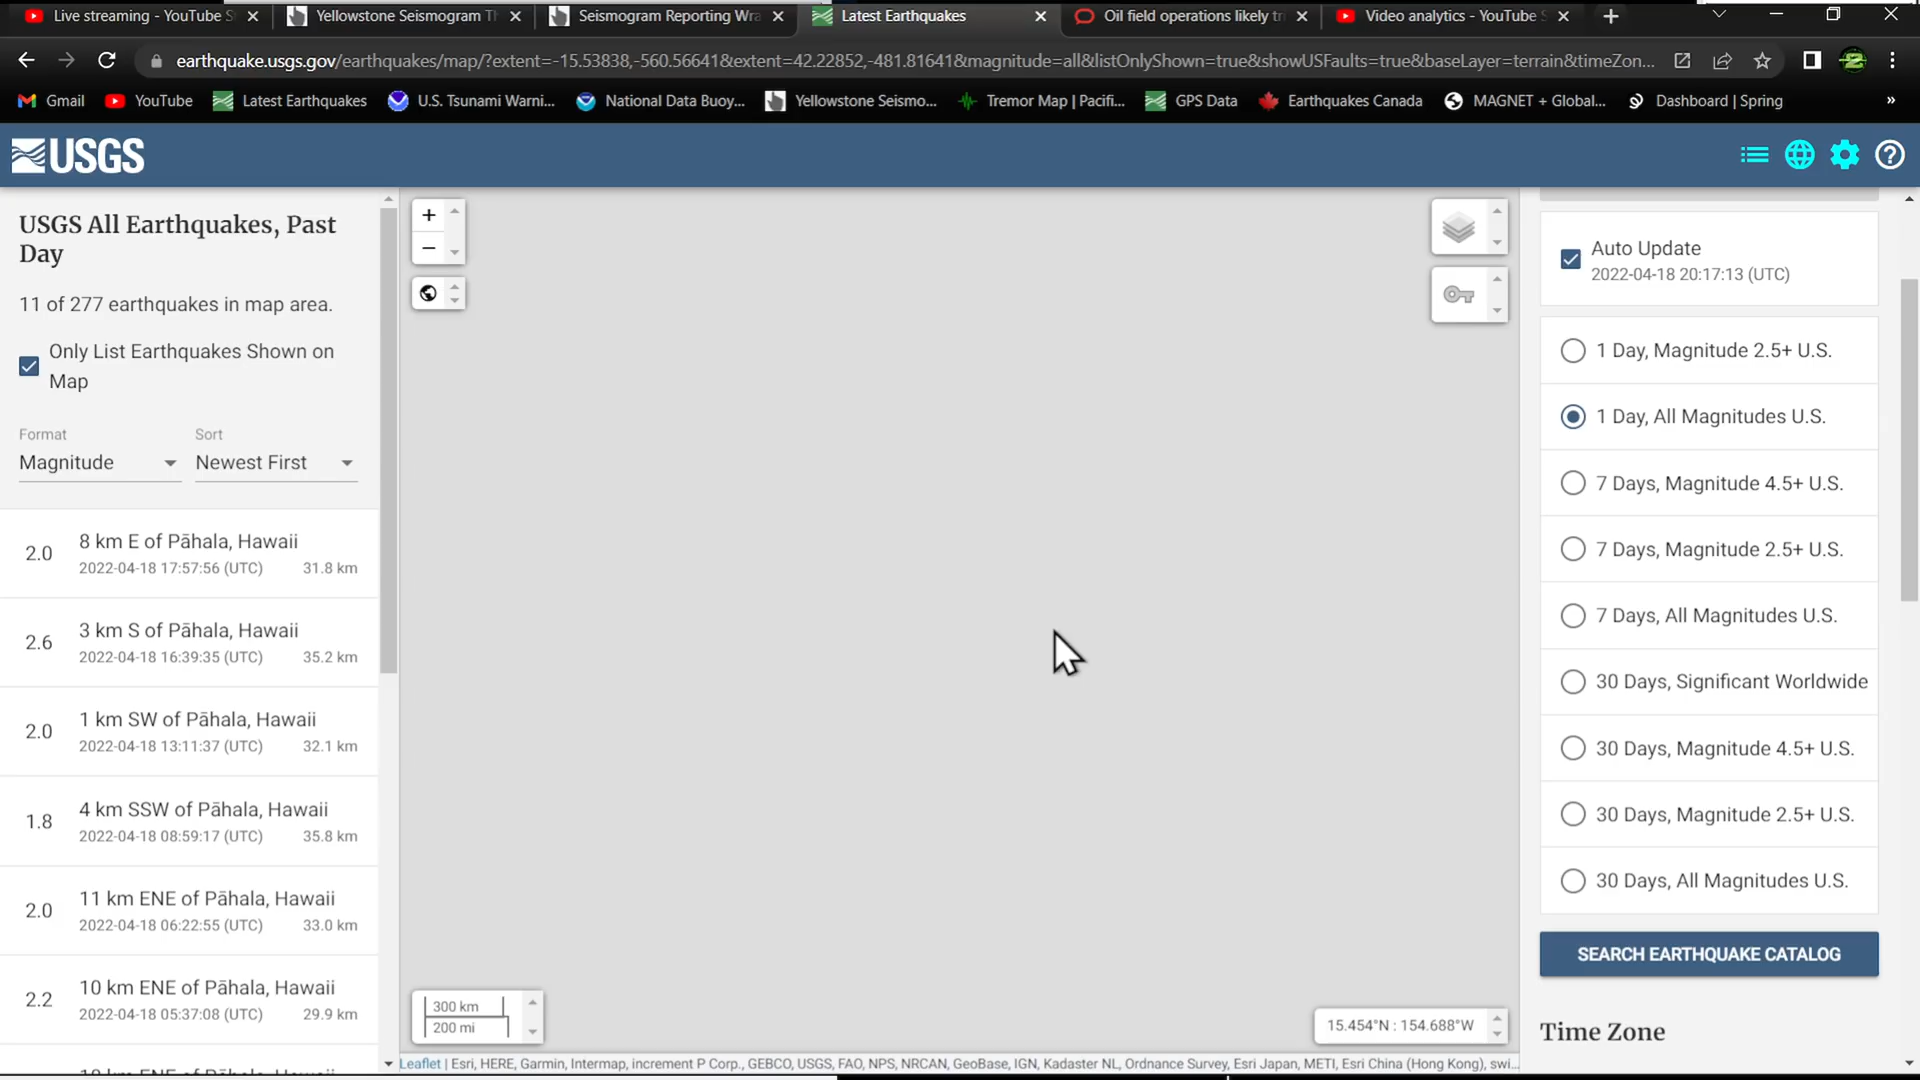 Live streaming - YouTube S
Yellowstone Seismogram Th
Seismogram Reporting Wra
Latest Earthquakes
Oil field operations likely tr
Video analytics - YouTube S
earthquake.usgs.gov/earthquakes/map/?extent=-15.53838,-560.56641&extent=42.22852,-481.81641&magnitude=all&listOnlyShown=true&showUSFaults=true&baseLayer=terrain&timeZon...
Gmail
YouTube
Latest Earthquakes
U.S. Tsunami Warni...
National Data Buoy...
Yellowstone Seismo...
Tremor Map | Pacifi...
GPS Data
Earthquakes Canada
MAGNET + Global...
Dashboard | Spring
»
USGS
USGS All Earthquakes, Past
Day
11 of 277 earthquakes in map area.
Only List Earthquakes Shown on
Map
Format
Sort
Magnitude
Newest First
2.0
8 km E of Pāhala, Hawaii
2022-04-18 17:57:56 (UTC) 31.8 km
2.6
3 km S of Pāhala, Hawaii
2022-04-18 16:39:35 (UTC) 35.2 km
2.0
1 km SW of Pāhala, Hawaii
2022-04-18 13:11:37 (UTC) 32.1 km
1.8
4 km SSW of Pāhala, Hawaii
2022-04-18 08:59:17 (UTC) 35.8 km
2.0
11 km ENE of Pāhala, Hawaii
2022-04-18 06:22:55 (UTC) 33.0 km
2.2
10 km ENE of Pāhala, Hawaii
2022-04-18 05:37:08 (UTC) 29.9 km
+
−
300 km
200 mi
15.454°N : 154.688°W
Leaflet | Esri, HERE, Garmin, Intermap, increment P Corp., GEBCO, USGS, FAO, NPS, NRCAN, GeoBase, IGN, Kadaster NL, Ordnance Survey, Esri Japan, METI, Esri China (Hong Kong), swi...
Auto Update
2022-04-18 20:17:13 (UTC)
1 Day, Magnitude 2.5+ U.S.
1 Day, All Magnitudes U.S.
7 Days, Magnitude 4.5+ U.S.
7 Days, Magnitude 2.5+ U.S.
7 Days, All Magnitudes U.S.
30 Days, Significant Worldwide
30 Days, Magnitude 4.5+ U.S.
30 Days, Magnitude 2.5+ U.S.
30 Days, All Magnitudes U.S.
SEARCH EARTHQUAKE CATALOG
Time Zone